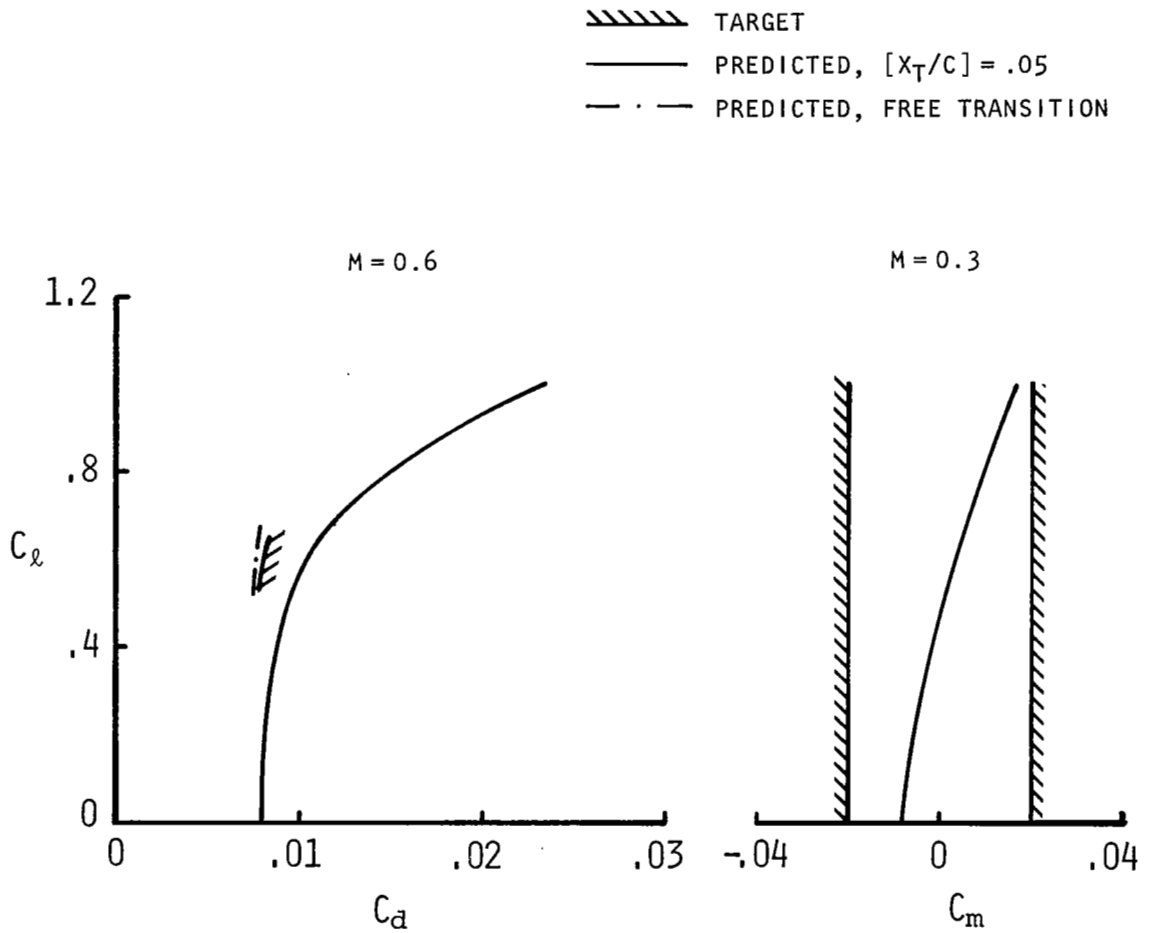 TARGET
PREDICTED, [X_T/C] = .05
PREDICTED, FREE TRANSITION
M = 0.6
M = 0.3
1.2
.8
C_ℓ
.4
0
0 .01 .02 .03
-.04 0 .04
C_d
C_m